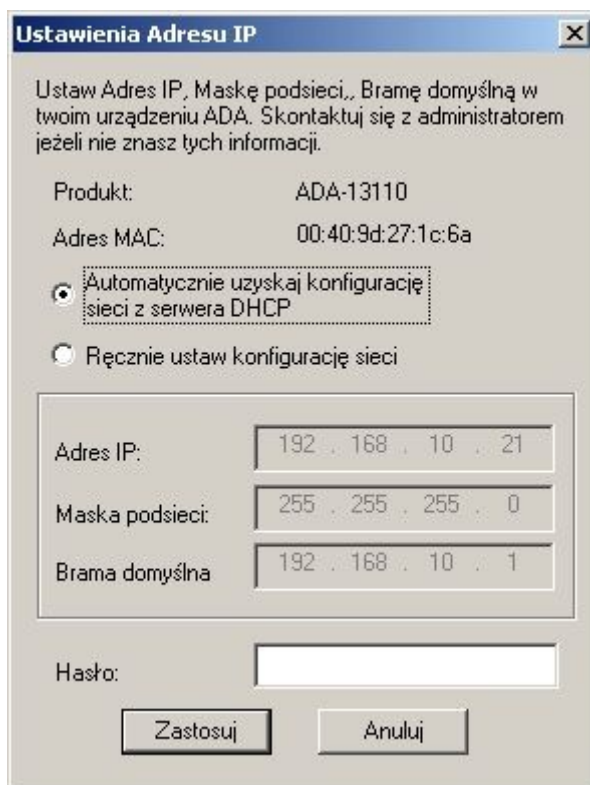 Ustawienia Adresu IP
Ustaw Adres IP, Maskę podsieci,, Bramę domyślną w
twoim urządzeniu ADA. Skontaktuj się z administratorem
jeżeli nie znasz tych informacji.
Produkt: ADA-13110
Adres MAC: 00:40:9d:27:1c:6a
Automatycznie uzyskaj konfigurację
sieci z serwera DHCP
Ręcznie ustaw konfigurację sieci
Adres IP: 192 . 168 . 10 . 21
Maska podsieci: 255 . 255 . 255 . 0
Brama domyślna 192 . 168 . 10 . 1
Hasło:
Zastosuj Anuluj